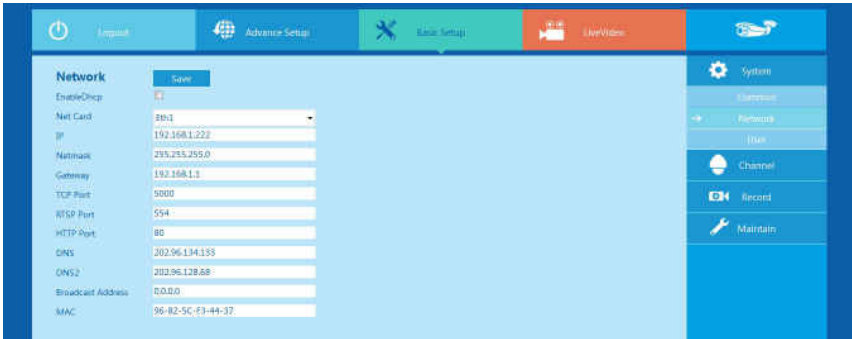 Logout
Advance Setup
Basic Setup
LiveVideo
Network
Save
EnableDhcp
Net Card Eth1
IP 192.168.1.222
Netmask 255.255.255.0
Gateway 192.168.1.1
TCP Port 5000
RTSP Port 554
HTTP Port 80
DNS 202.96.134.133
DNS2 202.96.128.68
Broadcast Address 0.0.0.0
MAC 96-82-5C-F3-44-37
System
Common
Network
User
Channel
Record
Maintain